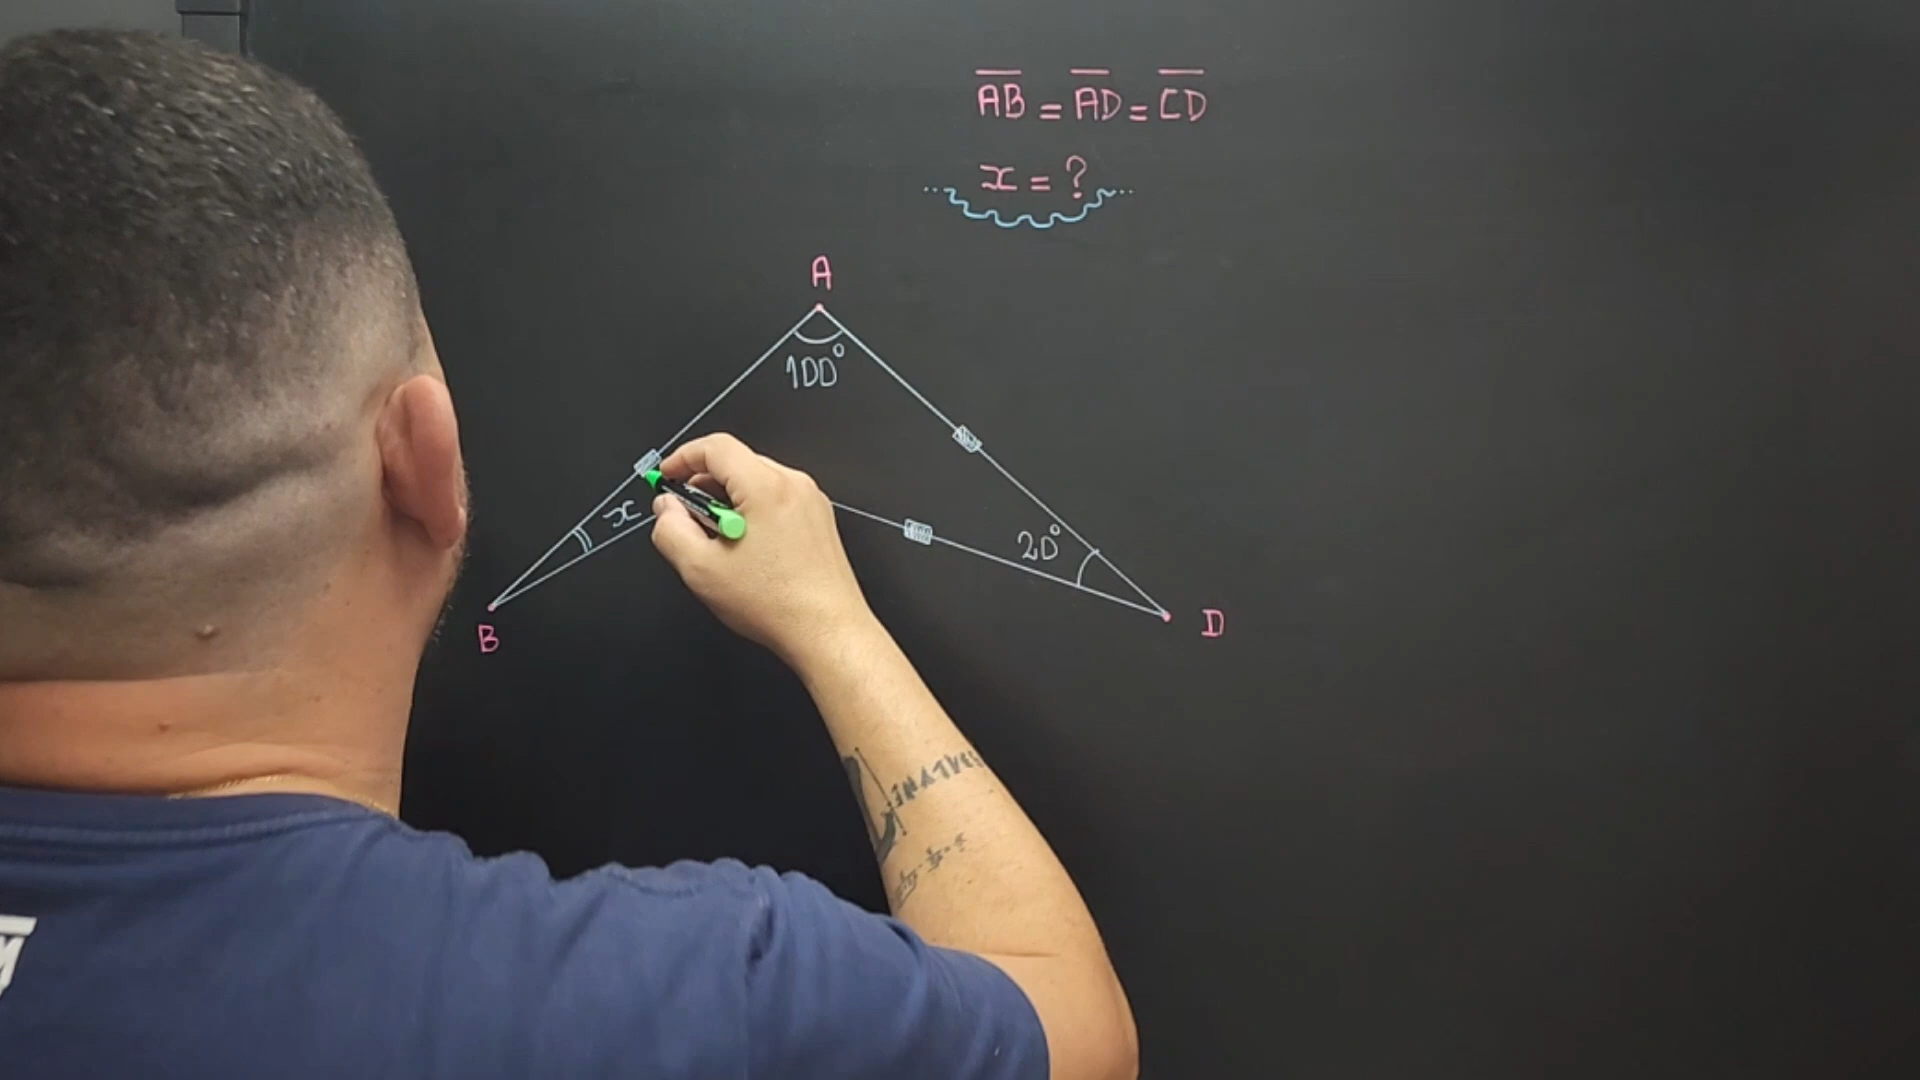 AB = AD = CD
x = ?
A
100°
x
20°
B
D
M